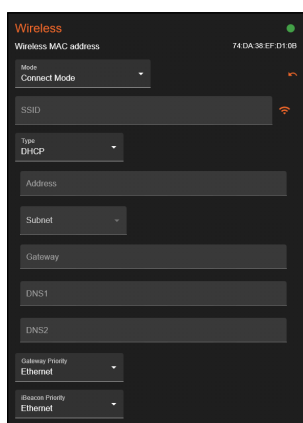 Wireless
Wireless MAC address 74:DA:38:EF:D1:0B
Mode
Connect Mode
SSID
Type
DHCP
Address
Subnet
Gateway
DNS1
DNS2
Gateway Priority
Ethernet
iBeacon Priority
Ethernet